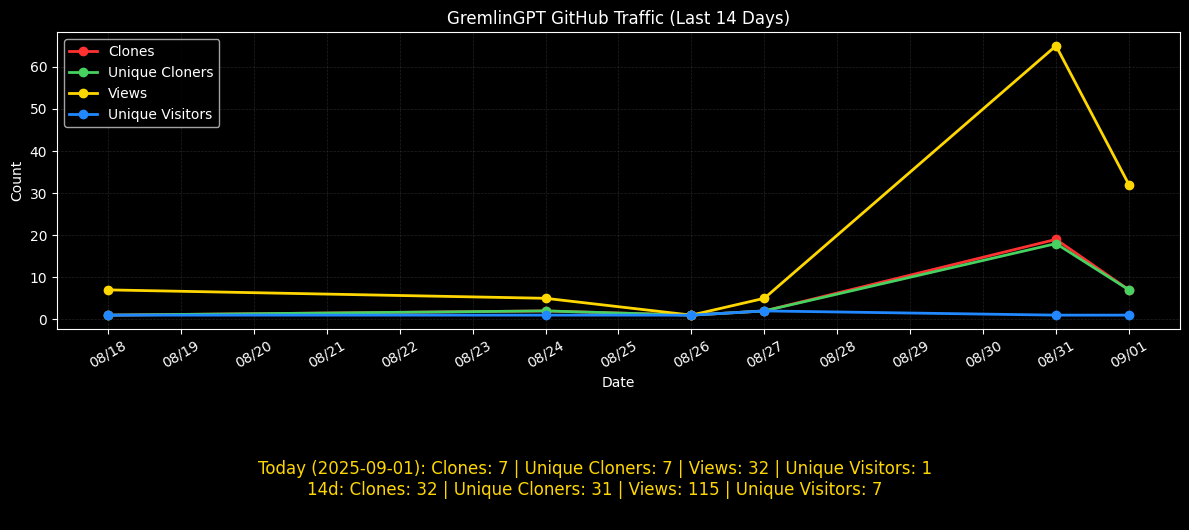 GremlinGPT GitHub Traffic (Last 14 Days)
Clones
Unique Cloners
Views
Unique Visitors
Count
60
50
40
30
20
10
0
08/18
08/19
08/20
08/21
08/22
08/23
08/24
08/25
08/26
08/27
08/28
08/29
08/30
08/31
09/01
Date
Today (2025-09-01): Clones: 7 | Unique Cloners: 7 | Views: 32 | Unique Visitors: 1
14d: Clones: 32 | Unique Cloners: 31 | Views: 115 | Unique Visitors: 7